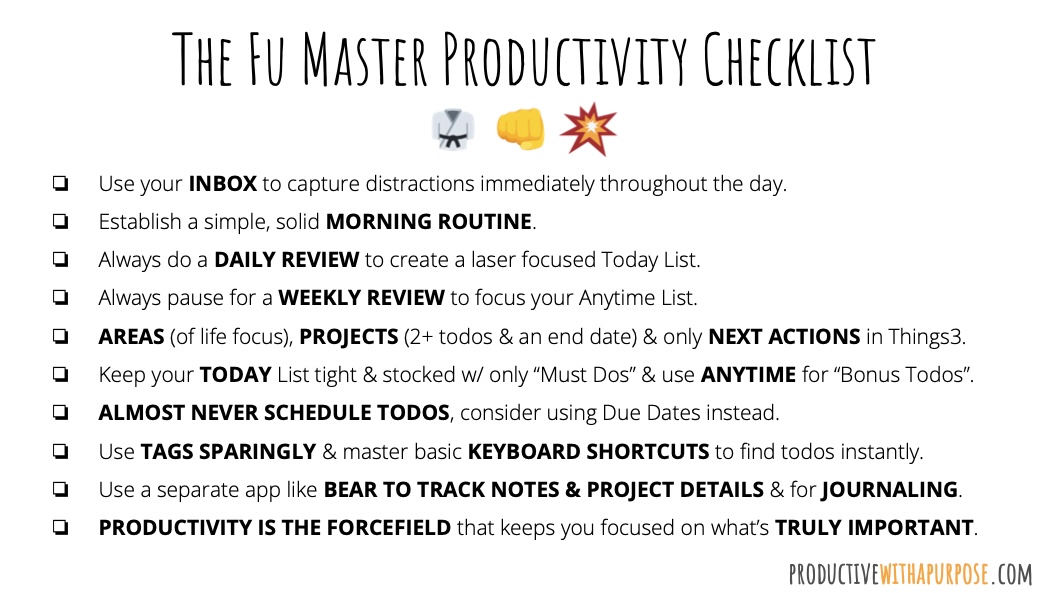 The Fu Master Productivity Checklist
Use your INBOX to capture distractions immediately throughout the day.
Establish a simple, solid MORNING ROUTINE.
Always do a DAILY REVIEW to create a laser focused Today List.
Always pause for a WEEKLY REVIEW to focus your Anytime List.
AREAS (of life focus), PROJECTS (2+ todos & an end date) & only NEXT ACTIONS in Things3.
Keep your TODAY List tight & stocked w/ only “Must Dos” & use ANYTIME for “Bonus Todos”.
ALMOST NEVER SCHEDULE TODOS, consider using Due Dates instead.
Use TAGS SPARINGLY & master basic KEYBOARD SHORTCUTS to find todos instantly.
Use a separate app like BEAR TO TRACK NOTES & PROJECT DETAILS & for JOURNALING.
PRODUCTIVITY IS THE FORCEFIELD that keeps you focused on what’s TRULY IMPORTANT.
PRODUCTIVEWITHAPURPOSE.COM